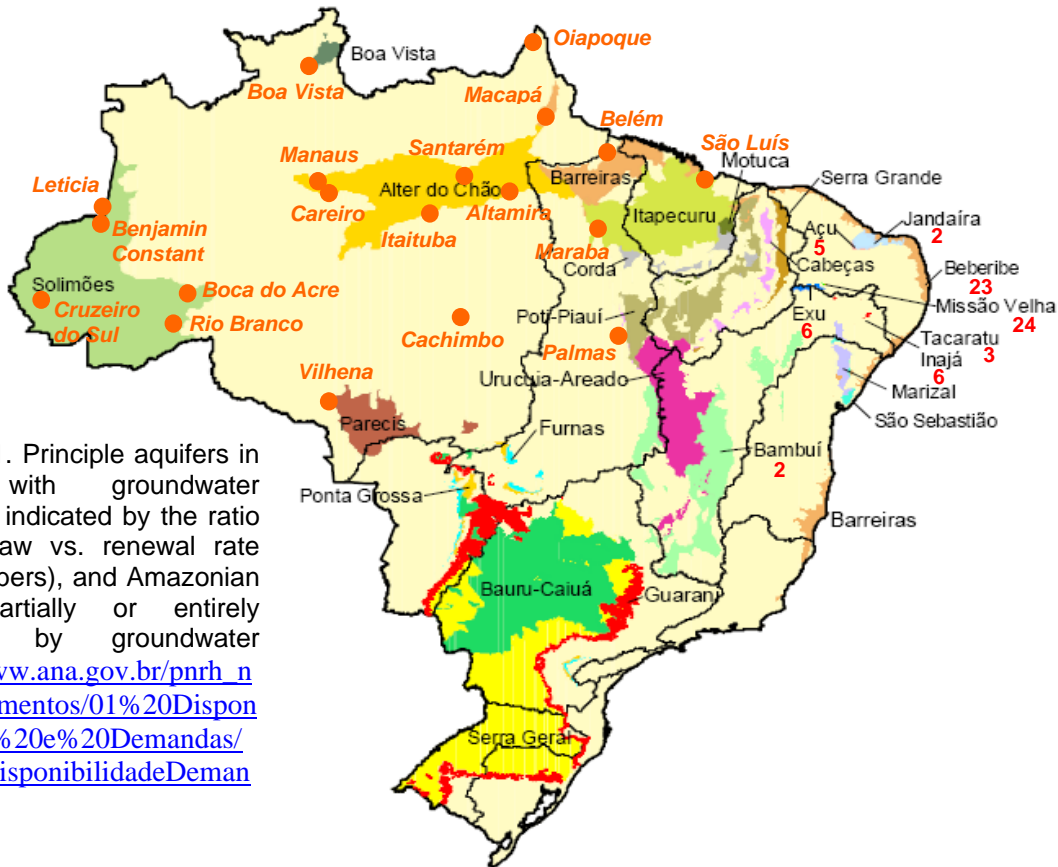 Oiapoque
Boa Vista
Boa Vista
Macapá
Belém
São Luís
Motuca
Manaus
Santarém
Serra Grande
Leticia
Alter do Chão
Barreiras
Careiro
Altamira
Itapecuru
Jandaíra
2
Açu
5
Benjamin
Constant
Itaituba
Maraba
Corda
Cabeças
Beberibe
23
Solimões
Cruzeiro
do Sul
Boca do Acre
Rio Branco
Cachimbo
Poti-Piauí
Palmas
Exu
6
Missão Velha
24
Tacaratu
3
Inajá
6
Urucuia-Areado
Marizal
Vilhena
Parecis
São Sebastião
Furnas
Bambuí
2
Ponta Grossa
Barreiras
Bauru-Caiuá
Guarani
Serra Geral
. Principle aquifers in
with groundwater
indicated by the ratio
aw vs. renewal rate
bers), and Amazonian
artially or entirely
by groundwater
ww.ana.gov.br/pnrh_n
mentos/01%20Dispon
%20e%20Demandas/
isponibilidadeDeman